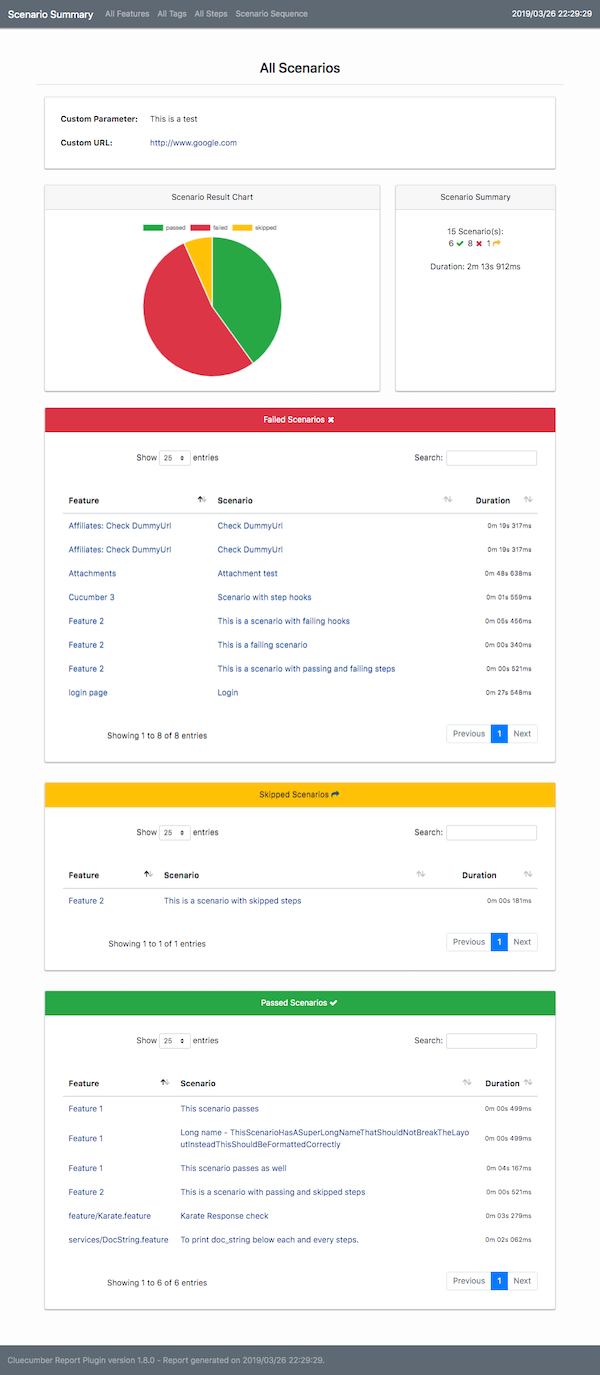 Scenario Summary All Features All Tags All Steps Scenario Sequence 2019/03/26 22:29:29
All Scenarios
Custom Parameter: This is a test
Custom URL: http://www.google.com
Scenario Result Chart
passed failed skipped
Scenario Summary
15 Scenario(s):
6 8 1
Duration: 2m 13s 912ms
Failed Scenarios
Show 25 entries Search:
Feature Scenario Duration
Affiliates: Check DummyUrl Check DummyUrl 0m 19s 317ms
Affiliates: Check DummyUrl Check DummyUrl 0m 19s 317ms
Attachments Attachment test 0m 48s 638ms
Cucumber 3 Scenario with step hooks 0m 01s 559ms
Feature 2 This is a scenario with failing hooks 0m 05s 456ms
Feature 2 This is a failing scenario 0m 00s 340ms
Feature 2 This is a scenario with passing and failing steps 0m 00s 521ms
login page Login 0m 27s 548ms
Showing 1 to 8 of 8 entries Previous 1 Next
Skipped Scenarios
Show 25 entries Search:
Feature Scenario Duration
Feature 2 This is a scenario with skipped steps 0m 00s 181ms
Showing 1 to 1 of 1 entries Previous 1 Next
Passed Scenarios
Show 25 entries Search:
Feature Scenario Duration
Feature 1 This scenario passes 0m 00s 499ms
Feature 1 Long name - ThisScenarioHasASuperLongNameThatShouldNotBreakTheLayo
utInsteadThisShouldBeFormattedCorrectly 0m 00s 499ms
Feature 1 This scenario passes as well 0m 04s 167ms
Feature 2 This is a scenario with passing and skipped steps 0m 00s 521ms
feature/Karate.feature Karate Response check 0m 03s 279ms
services/DocString.feature To print doc_string below each and every steps. 0m 02s 062ms
Showing 1 to 6 of 6 entries Previous 1 Next
Cluecumber Report Plugin version 1.8.0 - Report generated on 2019/03/26 22:29:29.